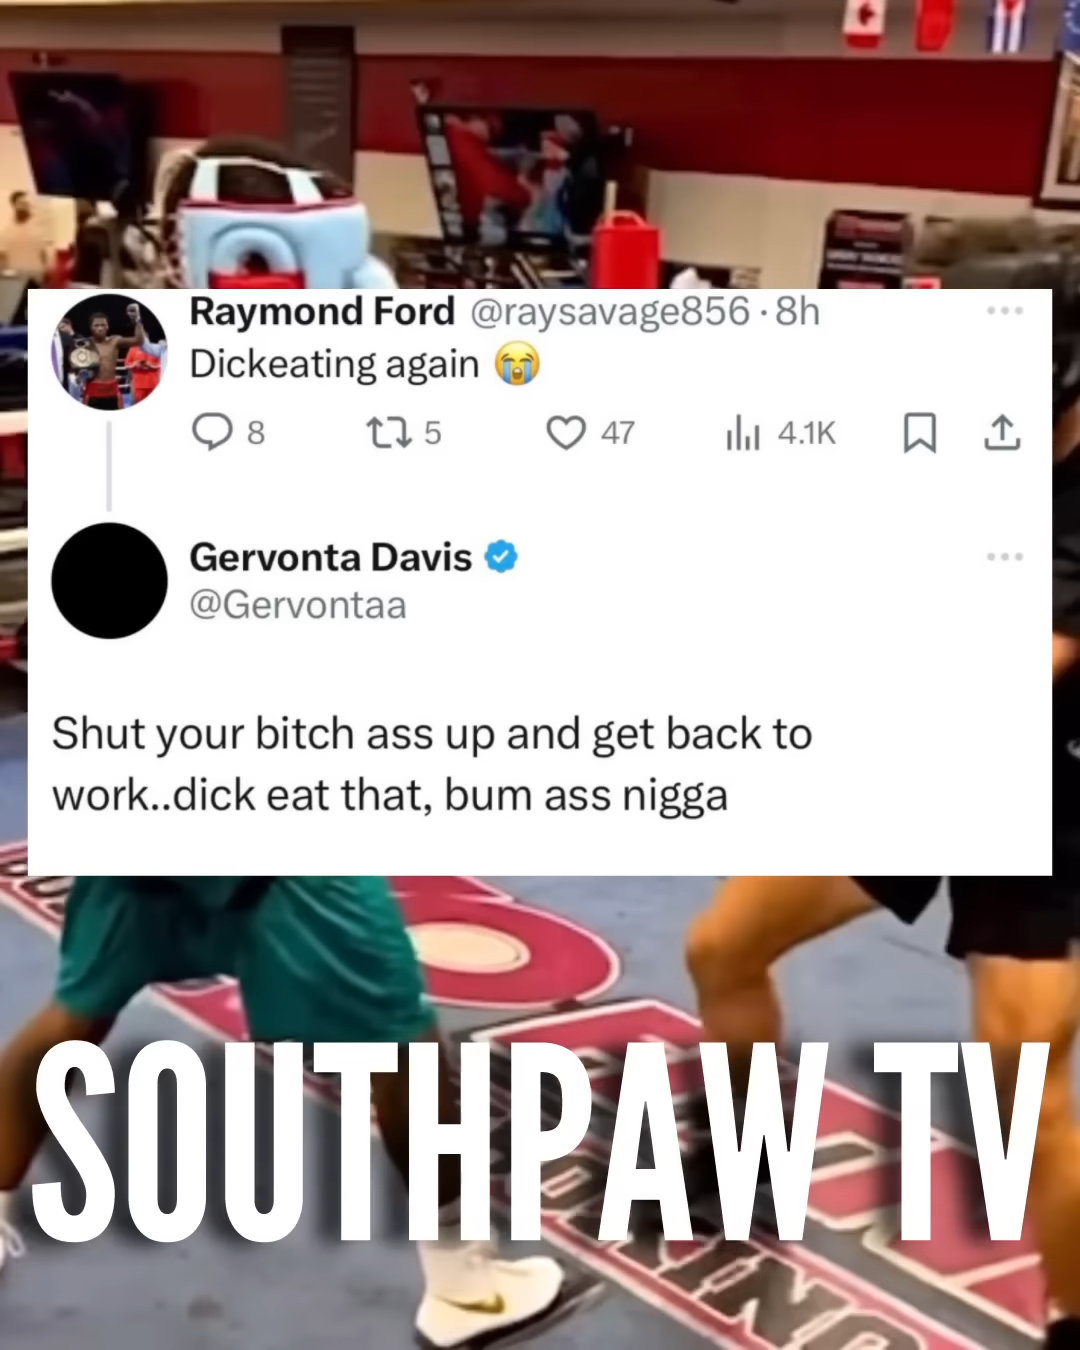 Raymond Ford @raysavage856 · 8h
Dickeating again 😭
8 5 47 4.1K
Gervonta Davis
@Gervontaa
Shut your bitch ass up and get back to
work..dick eat that, bum ass nigga
SOUTHPAW TV